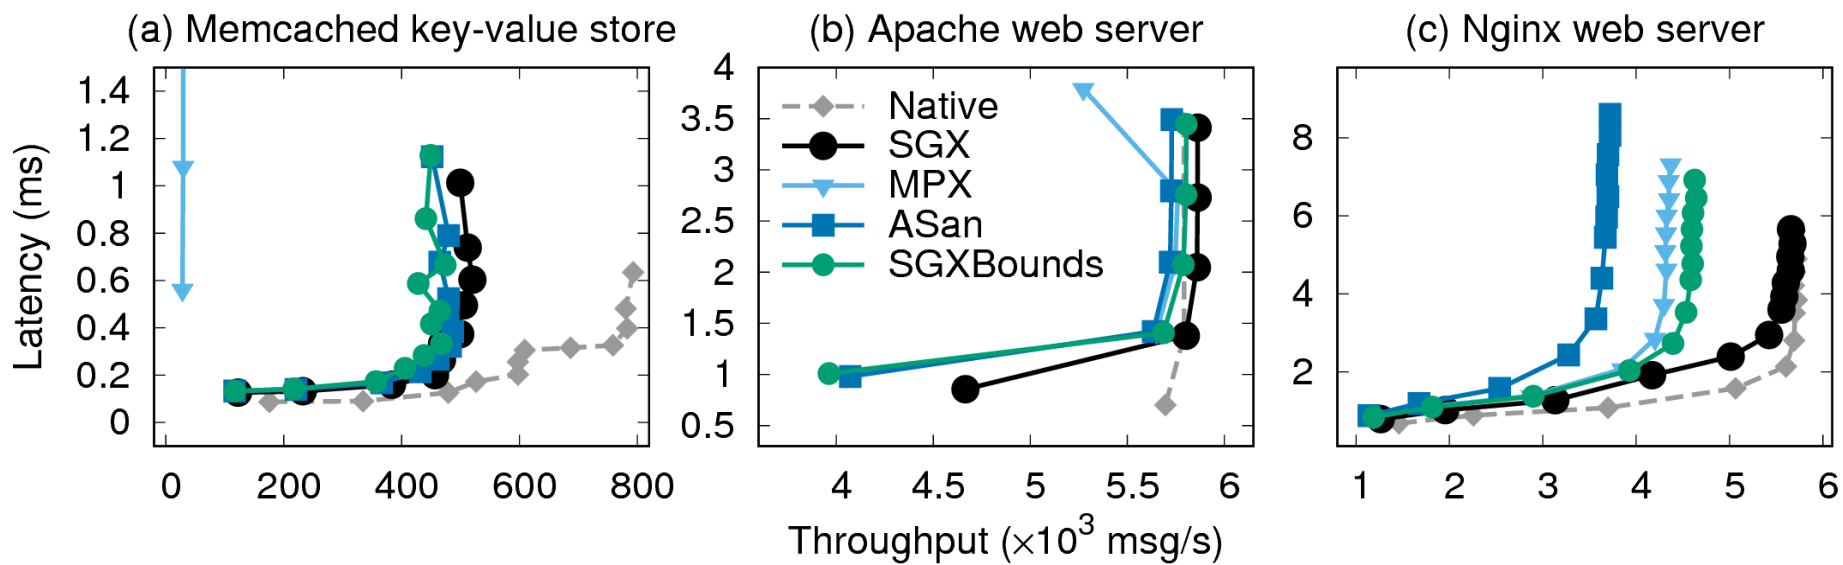 (a) Memcached key-value store
(b) Apache web server
(c) Nginx web server
Latency (ms)
1.4
1.2
1
0.8
0.6
0.4
0.2
0
0 200 400 600 800
4
3.5
3
2.5
2
1.5
1
0.5
Native
SGX
MPX
ASan
SGXBounds
4 4.5 5 5.5 6
8
6
4
2
1 2 3 4 5 6
Throughput (×10³ msg/s)